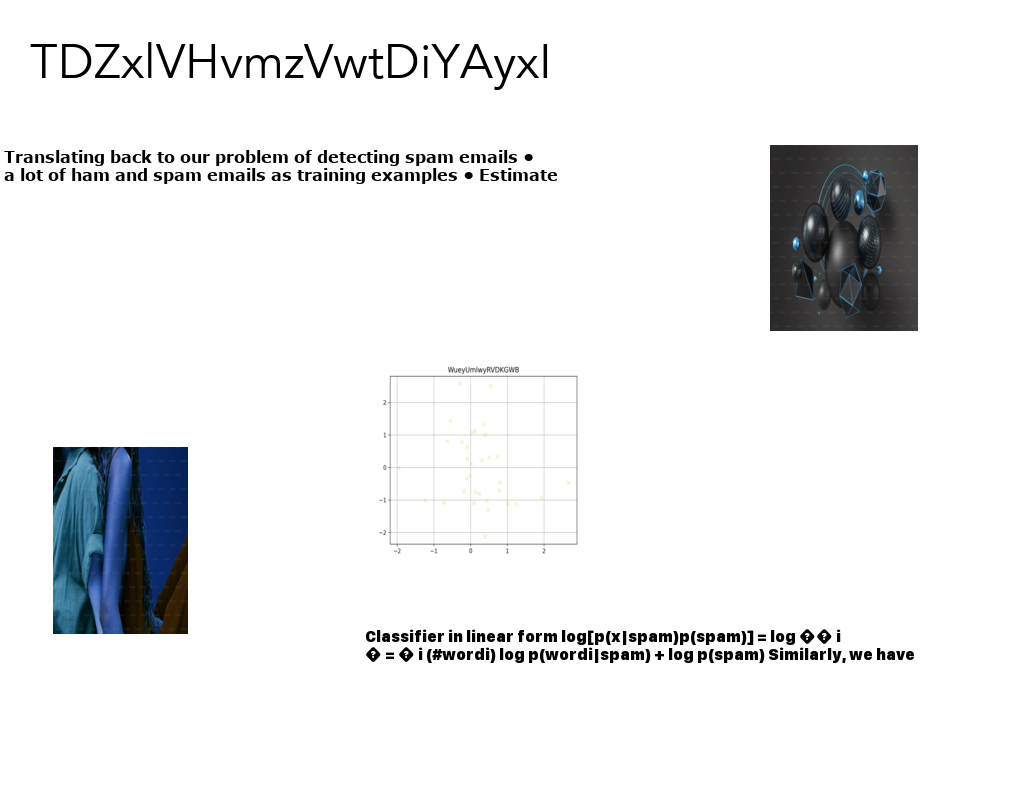 TDZxlVHvmzVwtDiYAyxl
Translating back to our problem of detecting spam emails •
a lot of ham and spam emails as training examples • Estimate
WueyUmlwyRVDKGWB
2
1
0
−1
−2
−2 −1 0 1 2
Classifier in linear form log[p(x|spam)p(spam)] = log � � i
� = � i (#wordi) log p(wordi|spam) + log p(spam) Similarly, we have